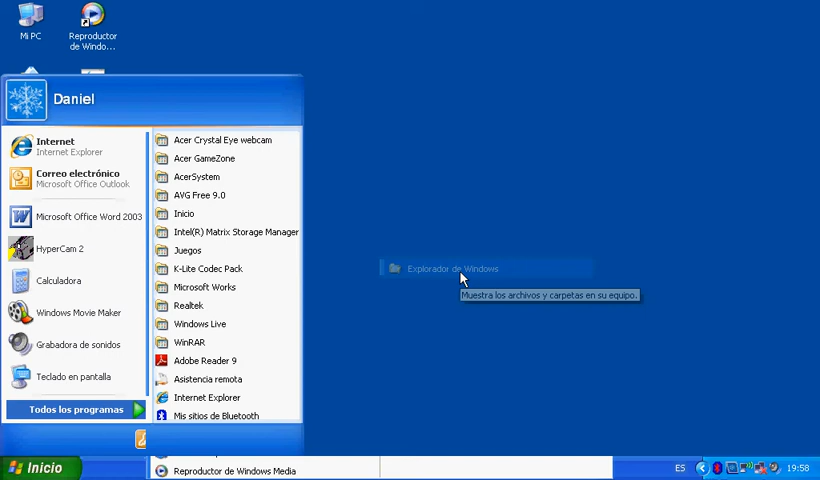 Mi PC
Reproductor
de Windo...
Daniel
Internet
Internet Explorer
Correo electrónico
Microsoft Office Outlook
Microsoft Office Word 2003
HyperCam 2
Calculadora
Windows Movie Maker
Grabadora de sonidos
Teclado en pantalla
Todos los programas
Acer Crystal Eye webcam
Acer GameZone
AcerSystem
AVG Free 9.0
Inicio
Intel(R) Matrix Storage Manager
Juegos
K-Lite Codec Pack
Microsoft Works
Realtek
Windows Live
WinRAR
Adobe Reader 9
Asistencia remota
Internet Explorer
Mis sitios de Bluetooth
Reproductor de Windows Media
Explorador de Windows
Muestra los archivos y carpetas en su equipo.
Inicio
ES
19:58